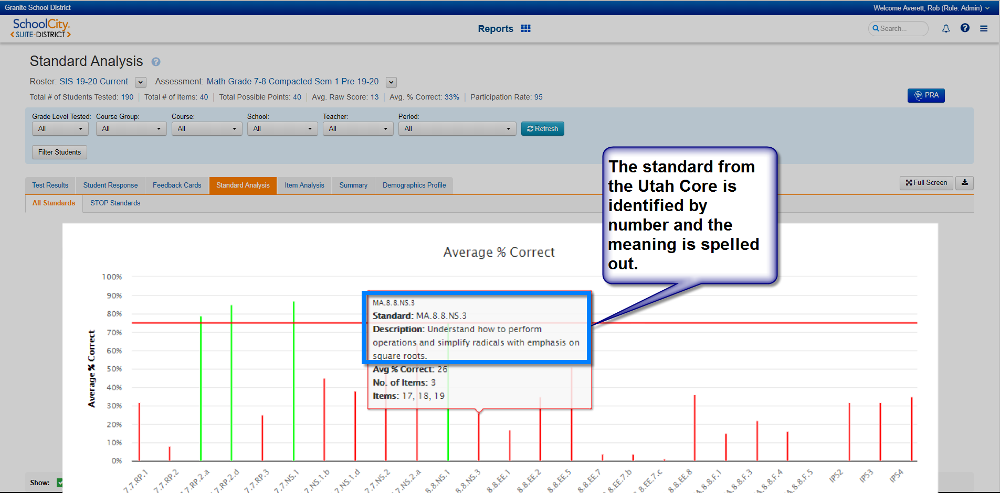 Granite School District
Welcome Averett, Rob (Role: Admin)
SchoolCity
SUITE-DISTRICT
Reports
Search...
Standard Analysis
Roster: SIS 19-20 Current
Assessment: Math Grade 7-8 Compacted Sem 1 Pre 19-20
Total # of Students Tested: 190 | Total # of Items: 40 | Total Possible Points: 40 | Avg. Raw Score: 13 | Avg. % Correct: 33% | Participation Rate: 95
PRA
Grade Level Tested: Course Group: Course: School: Teacher: Period:
All All All All All All Refresh
Filter Students
The standard from
the Utah Core is
identified by
number and the
meaning is spelled
out.
Test Results Student Response Feedback Cards Standard Analysis Item Analysis Summary Demographics Profile
Full Screen
All Standards STOP Standards
Average % Correct
Average % Correct
100%
90%
80%
70%
60%
50%
40%
30%
20%
10%
0%
MA.8.8.NS.3
Standard: MA.8.8.NS.3
Description: Understand how to perform
operations and simplify radicals with emphasis on
square roots.
Avg % Correct: 26
No. of Items: 3
Items: 17, 18, 19
7.7.RP.1
7.7.RP.2
7.RP.2.a
7.RP.2.d
7.7.RP.3
7.7.NS.1
7.NS.1.b
7.NS.1.d
7.7.NS.2
7.NS.2.a
8.8.NS.1
8.8.NS.3
8.8.EE.1
8.8.EE.2
8.8.EE.5
8.8.EE.7
8.EE.7.b
8.EE.7.c
8.8.EE.8
A.8.8.F.1
A.8.8.F.3
A.8.8.F.4
A.8.8.F.5
IPS2
IPS3
IPS4
Show: